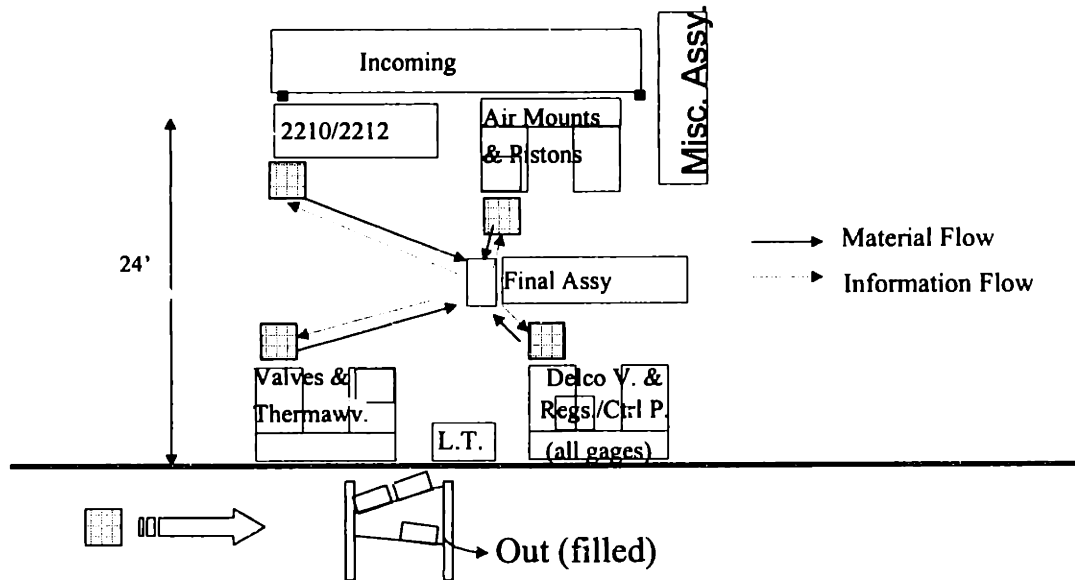 Incoming
Misc. Assy.
2210/2212
Air Mounts
& Pistons
24'
Final Assy
Material Flow
Information Flow
Valves &
Thermawv.
L.T.
Delco V. &
Regs./Ctrl P.
(all gages)
Out (filled)